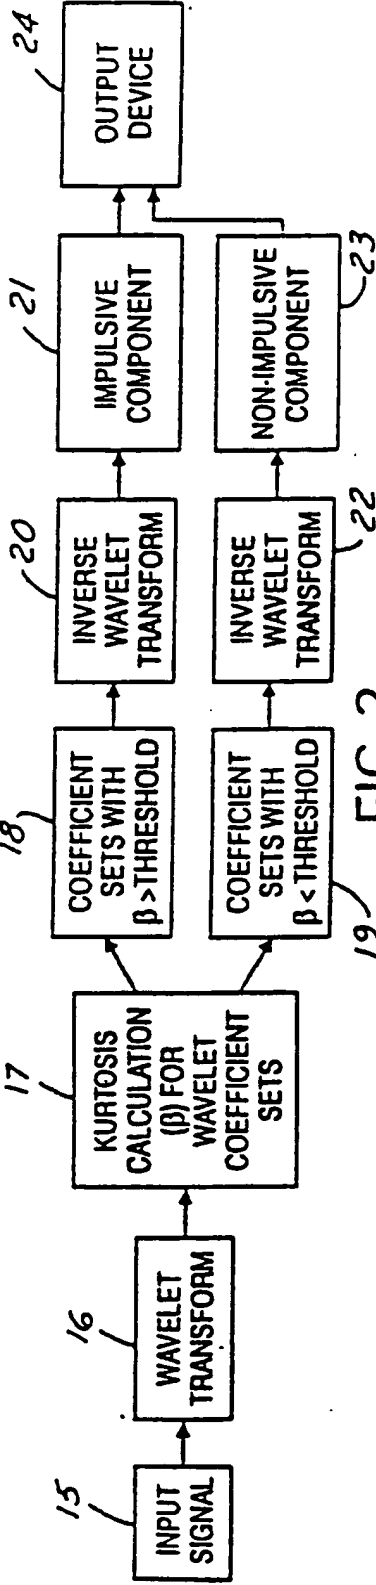 15
INPUT
SIGNAL
16
WAVELET
TRANSFORM
17
KURTOSIS
CALCULATION
(β) FOR
WAVELET
COEFFICIENT
SETS
18
COEFFICIENT
SETS WITH
β > THRESHOLD
20
INVERSE
WAVELET
TRANSFORM
21
IMPULSIVE
COMPONENT
24
OUTPUT
DEVICE
19
COEFFICIENT
SETS WITH
β < THRESHOLD
22
INVERSE
WAVELET
TRANSFORM
23
NON-IMPULSIVE
COMPONENT